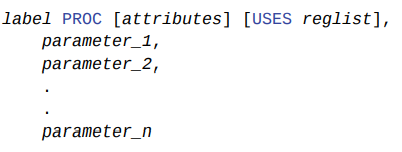 label PROC [attributes] [USES reglist],
parameter_1,
parameter_2,
.
.
parameter_n